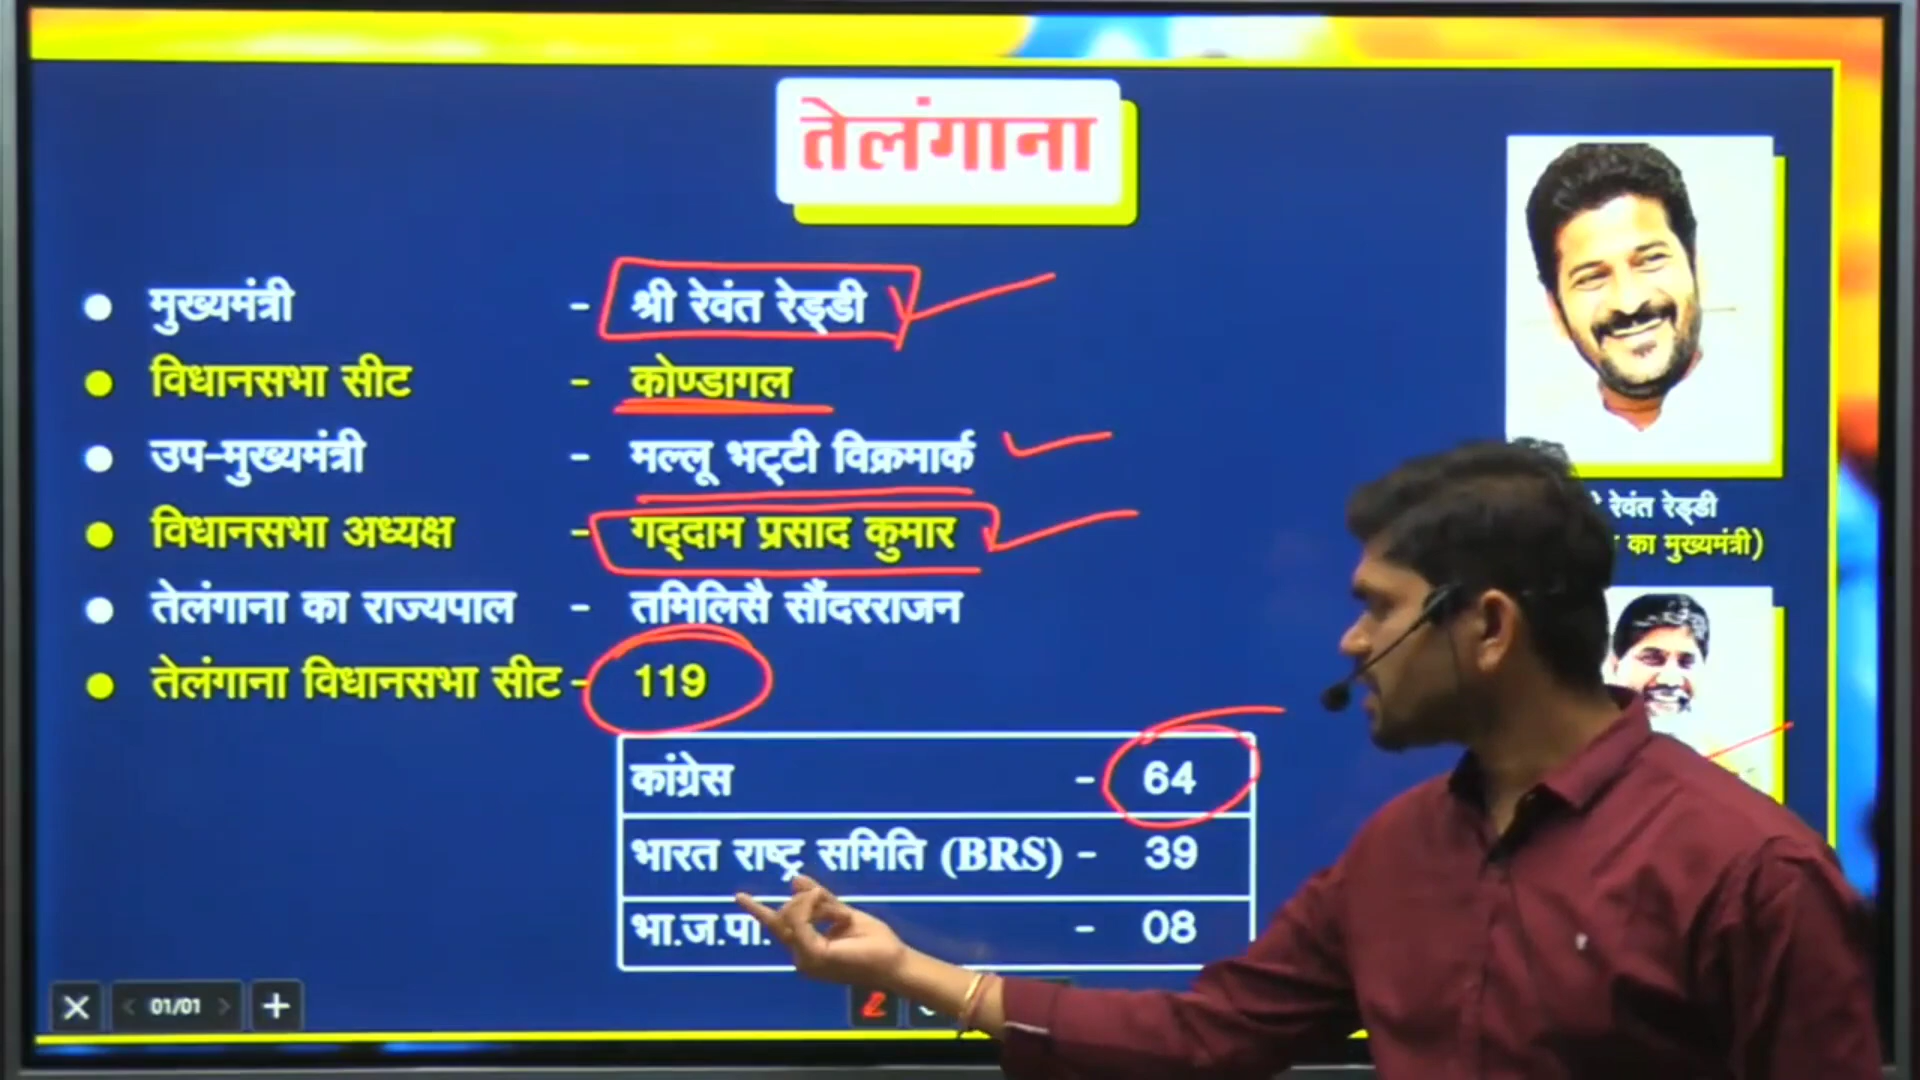 तेलंगाना
• मुख्यमंत्री - श्री रेवंत रेड्डी
• विधानसभा सीट - कोण्डागल
• उप-मुख्यमंत्री - मल्लू भट्टी विक्रमार्क
• विधानसभा अध्यक्ष - गद्दाम प्रसाद कुमार
• तेलंगाना का राज्यपाल - तमिलिसै सौंदरराजन
• तेलंगाना विधानसभा सीट - 119
कांग्रेस - 64
भारत राष्ट्र समिति (BRS) - 39
भा.ज.पा. - 08
रेवंत रेड्डी
का मुख्यमंत्री)
01/01